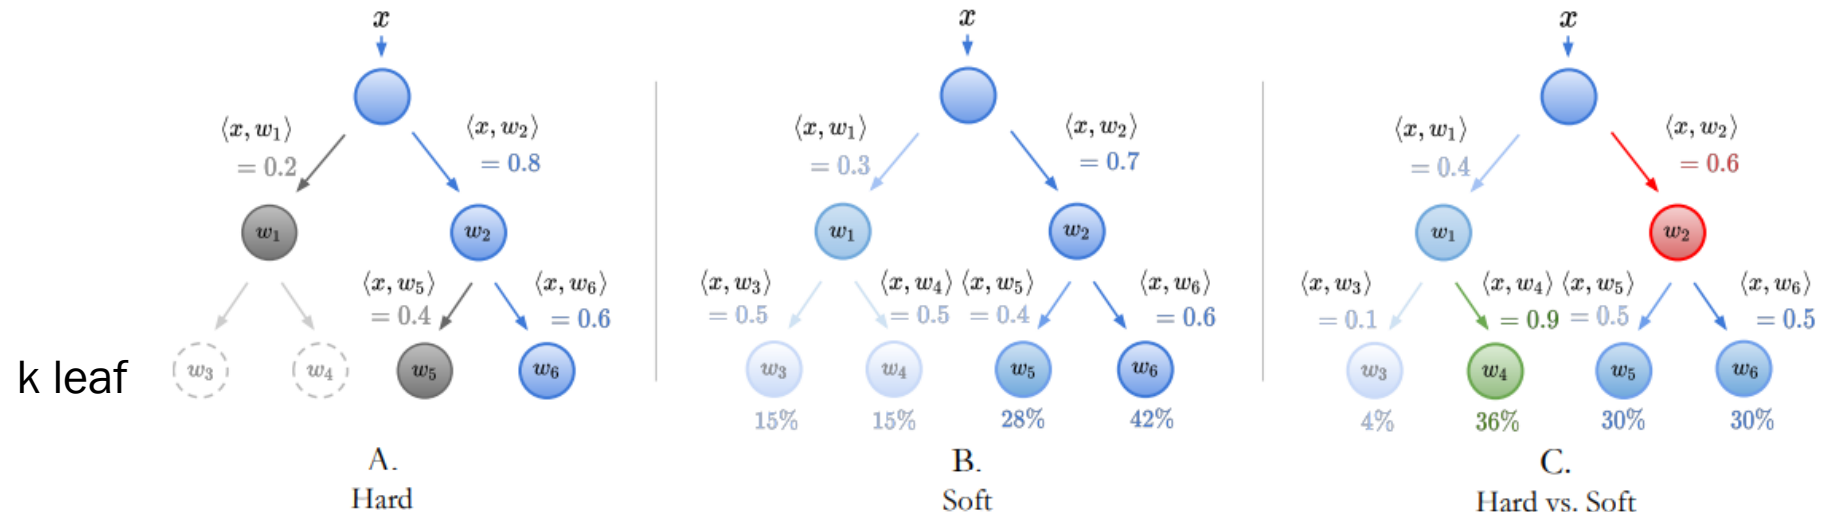 x
⟨x, w₁⟩
= 0.2
⟨x, w₂⟩
= 0.8
w₁
w₂
⟨x, w₅⟩
= 0.4
⟨x, w₆⟩
= 0.6
k leaf
w₃
w₄
w₅
w₆
A.
Hard
x
⟨x, w₁⟩
= 0.3
⟨x, w₂⟩
= 0.7
w₁
w₂
⟨x, w₃⟩
= 0.5
⟨x, w₄⟩
= 0.5
⟨x, w₅⟩
= 0.4
⟨x, w₆⟩
= 0.6
w₃
w₄
w₅
w₆
15%
15%
28%
42%
B.
Soft
x
⟨x, w₁⟩
= 0.4
⟨x, w₂⟩
= 0.6
w₁
w₂
⟨x, w₃⟩
= 0.1
⟨x, w₄⟩
= 0.9
⟨x, w₅⟩
= 0.5
⟨x, w₆⟩
= 0.5
w₃
w₄
w₅
w₆
4%
36%
30%
30%
C.
Hard vs. Soft